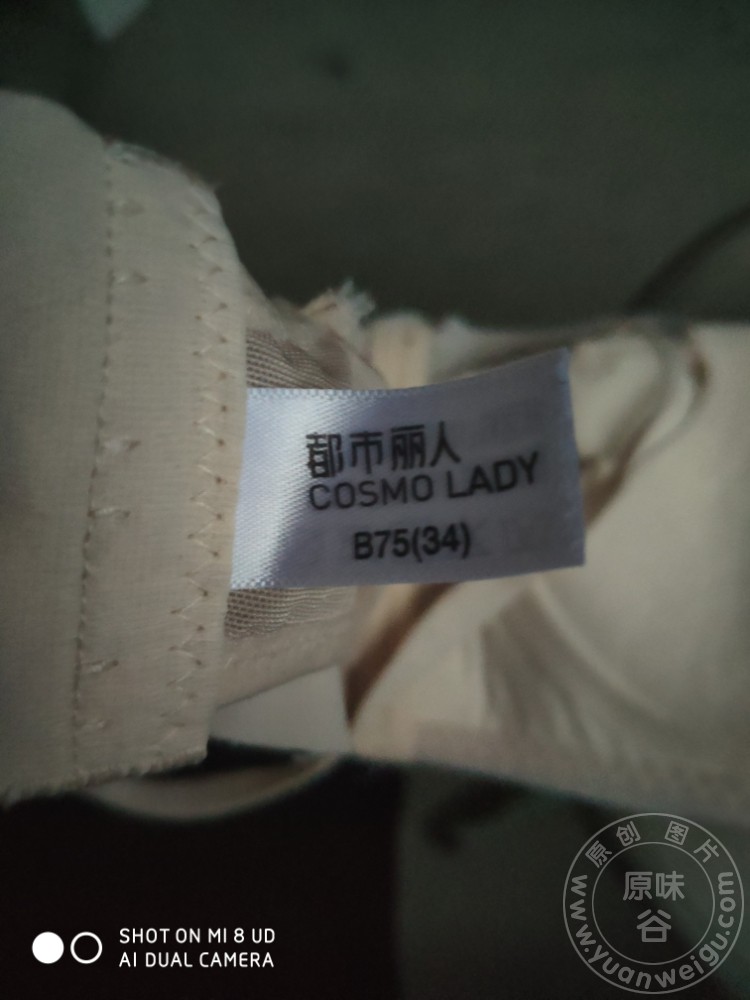 都市丽人
COSMO LADY
B75(34)
SHOT ON MI 8 UD
AI DUAL CAMERA
原创图片
原味
谷
www.yuanweigu.com